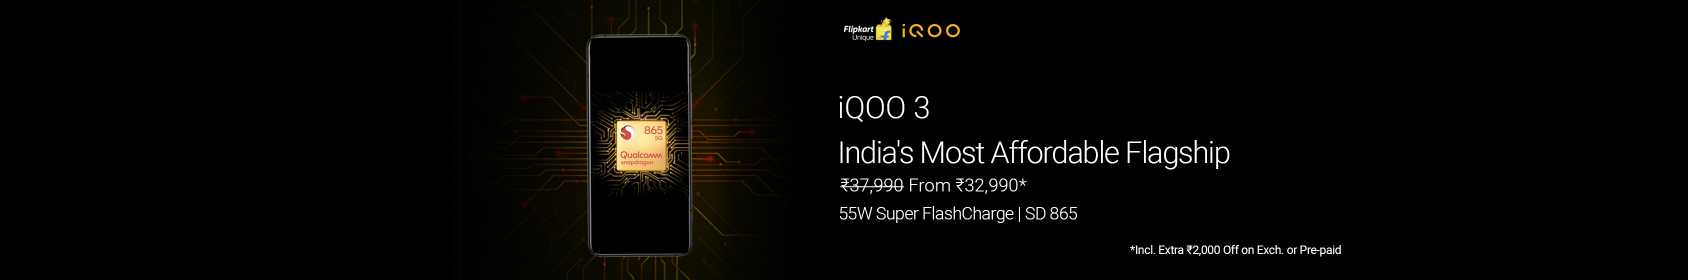 Flipkart
Unique
iQOO
865
5G
Qualcomm
snapdragon
iQOO 3
India's Most Affordable Flagship
₹37,990 From ₹32,990*
55W Super FlashCharge | SD 865
*Incl. Extra ₹2,000 Off on Exch. or Pre-paid